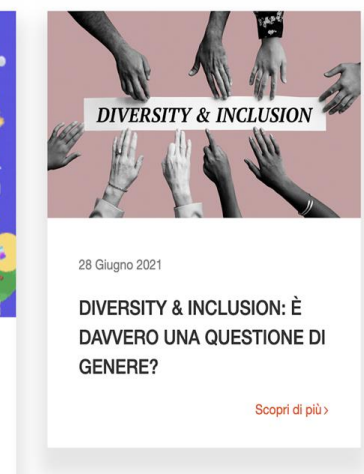 DIVERSITY & INCLUSION
28 Giugno 2021
DIVERSITY & INCLUSION: È
DAVVERO UNA QUESTIONE DI
GENERE?
Scopri di più >